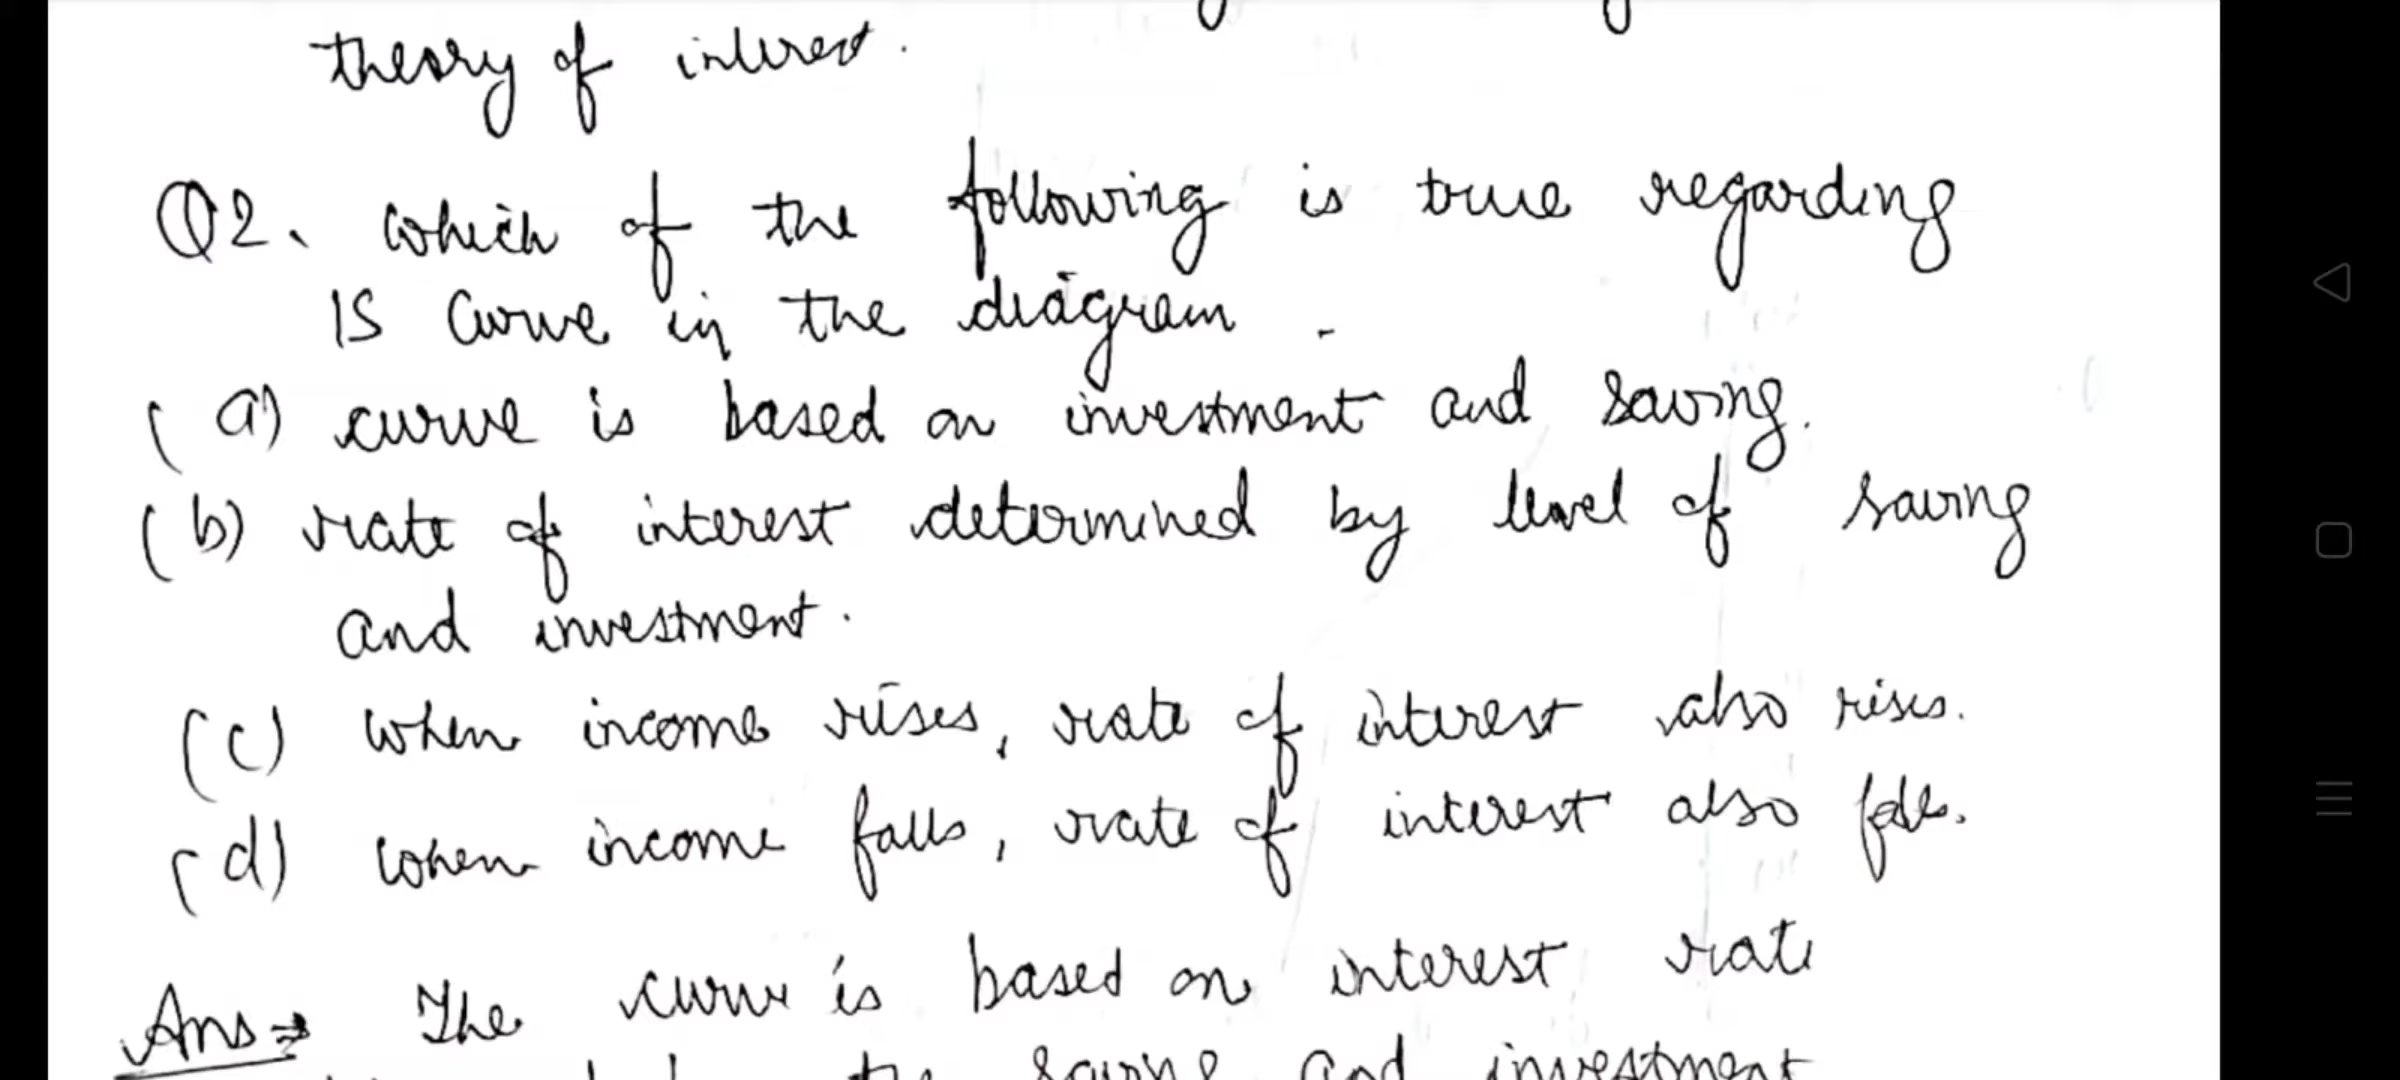 theory of interest.
Q2. Which of the following is true regarding
IS curve in the diagram.
(a) curve is based on investment and saving.
(b) rate of interest determined by level of saving
and investment.
(c) when income rises, rate of interest also rises.
(d) when income falls, rate of interest also falls.
Ans⇒ The curve is based on interest rate
saving and investment